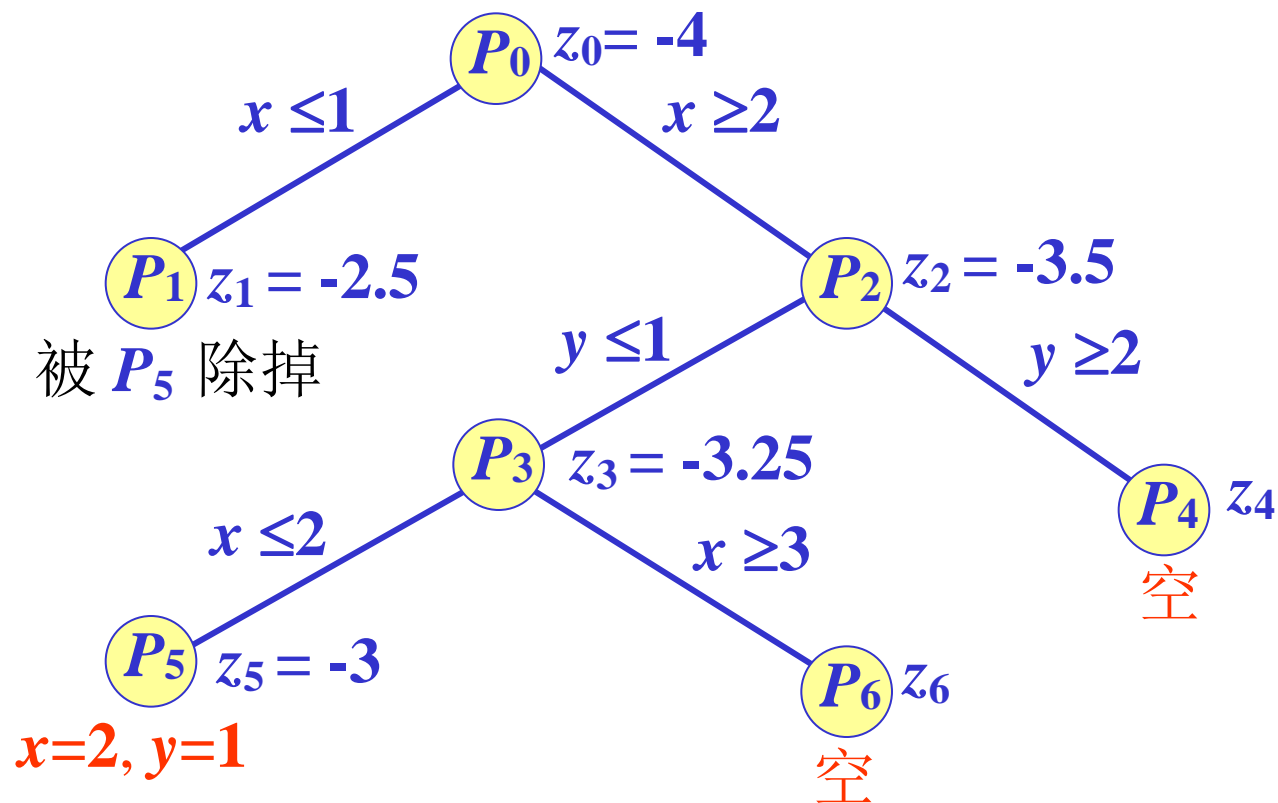 P₀ z₀= -4
x ≤1 x ≥2
P₁ z₁ = -2.5 P₂ z₂ = -3.5
被 P₅ 除掉 y ≤1 y ≥2
P₃ z₃ = -3.25 P₄ z₄
空
x ≤2 x ≥3
P₅ z₅ = -3 P₆ z₆
x=2, y=1 空